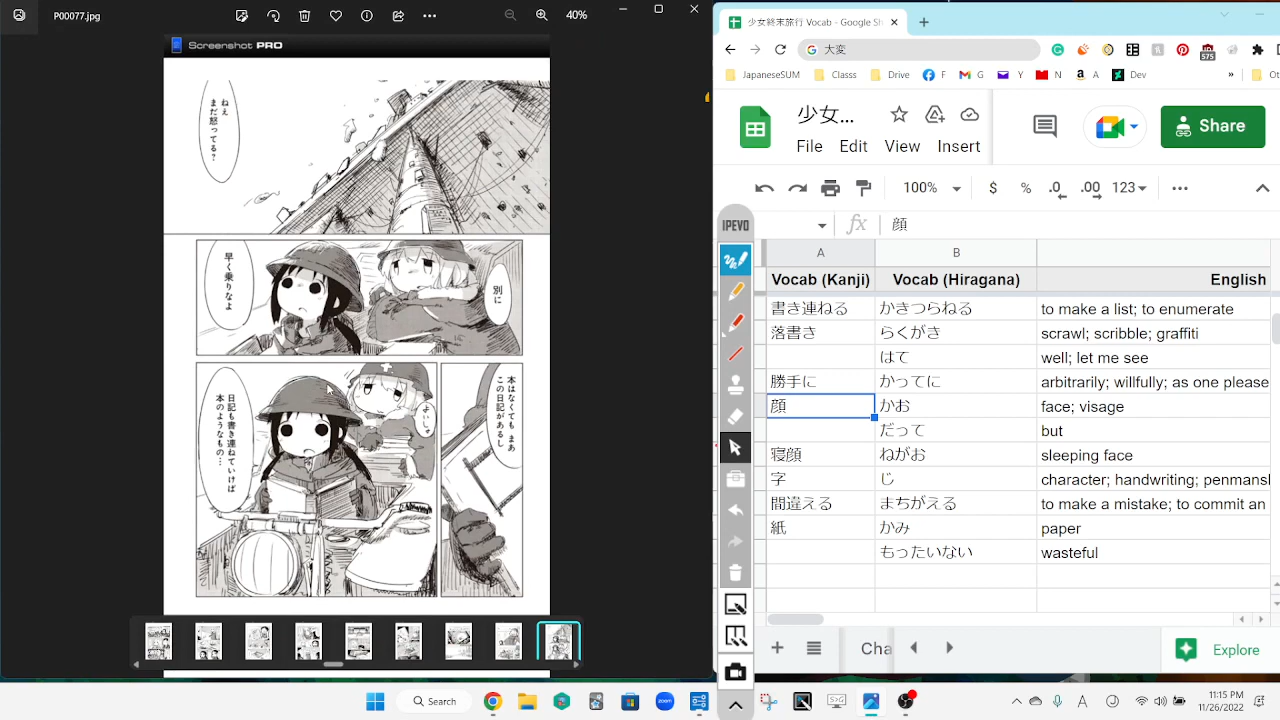 P00077.jpg
40%
Screenshot PRO
ねえ
まだ怒ってる？
別に
早く乗りなよ
本はなくても まあ
この日記があるし
よいしょ
日記も書き連ねていけば
本のようなもの…
少女終末旅行 Vocab - Google Sh
大変
575
JapaneseSUM
Classs
Drive
F
G
Y
N
A
Dev
»
Ot
少女...
File
Edit
View
Insert
Share
100%
$
%
.0
.00
123
IPEVO
fx
顔
A
B
Vocab (Kanji)
Vocab (Hiragana)
English
書き連ねる かきつらねる to make a list; to enumerate
落書き らくがき scrawl; scribble; graffiti
はて well; let me see
勝手に かってに arbitrarily; willfully; as one please
顔 かお face; visage
だって but
寝顔 ねがお sleeping face
字 じ character; handwriting; penmansl
間違える まちがえる to make a mistake; to commit an
紙 かみ paper
もったいない wasteful
Cha
Explore
Search
zoom
A
11:15 PM
11/26/2022